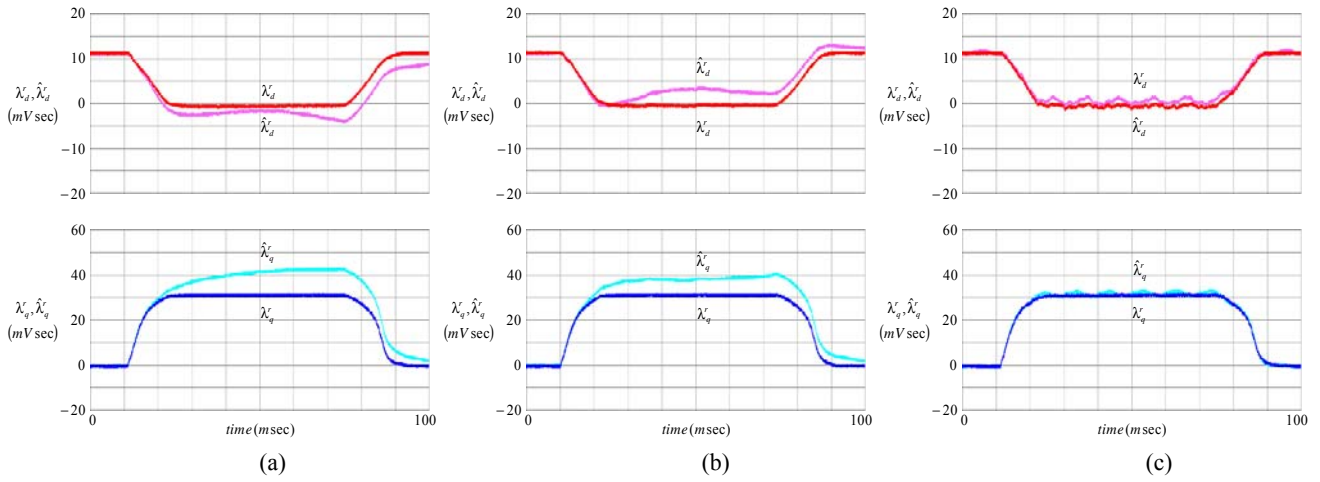 20
10
0
−10
−20
λ^r_d, λ̂^r_d
(mV sec)
λ^r_d
λ̂^r_d
60
40
20
0
−20
λ^r_q, λ̂^r_q
(mV sec)
λ̂^r_q
λ^r_q
0
100
time(m sec)
(a)
20
10
0
−10
−20
λ^r_d, λ̂^r_d
(mV sec)
λ̂^r_d
λ^r_d
60
40
20
0
−20
λ^r_q, λ̂^r_q
(mV sec)
λ̂^r_q
λ^r_q
0
100
time(m sec)
(b)
20
10
0
−10
−20
λ^r_d, λ̂^r_d
(mV sec)
λ^r_d
λ̂^r_d
60
40
20
0
−20
λ^r_q, λ̂^r_q
(mV sec)
λ̂^r_q
λ^r_q
0
100
time(m sec)
(c)